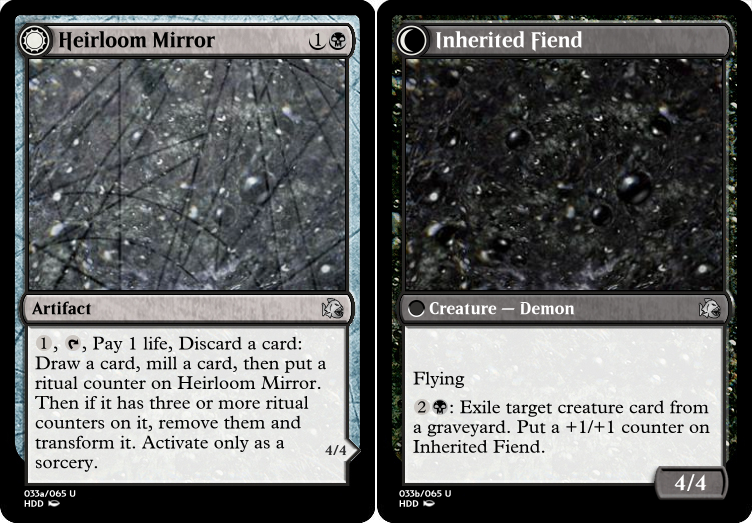 Heirloom Mirror 1
Artifact
1, , Pay 1 life, Discard a card:
Draw a card, mill a card, then put a
ritual counter on Heirloom Mirror.
Then if it has three or more ritual
counters on it, remove them and
transform it. Activate only as a
sorcery.
4/4
033a/065 U
HDD
Inherited Fiend
Creature — Demon
Flying
2 : Exile target creature card from
a graveyard. Put a +1/+1 counter on
Inherited Fiend.
4/4
033b/065 U
HDD